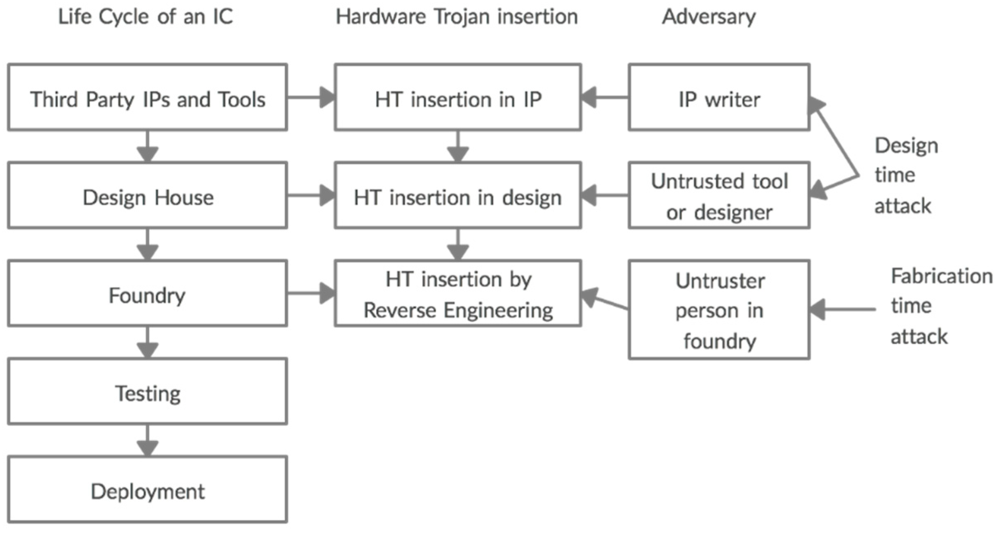 Life Cycle of an IC
Hardware Trojan insertion
Adversary
Third Party IPs and Tools
HT insertion in IP
IP writer
Design
time
attack
Design House
HT insertion in design
Untrusted tool
or designer
Foundry
HT insertion by
Reverse Engineering
Untruster
person in
foundry
Fabrication
time
attack
Testing
Deployment